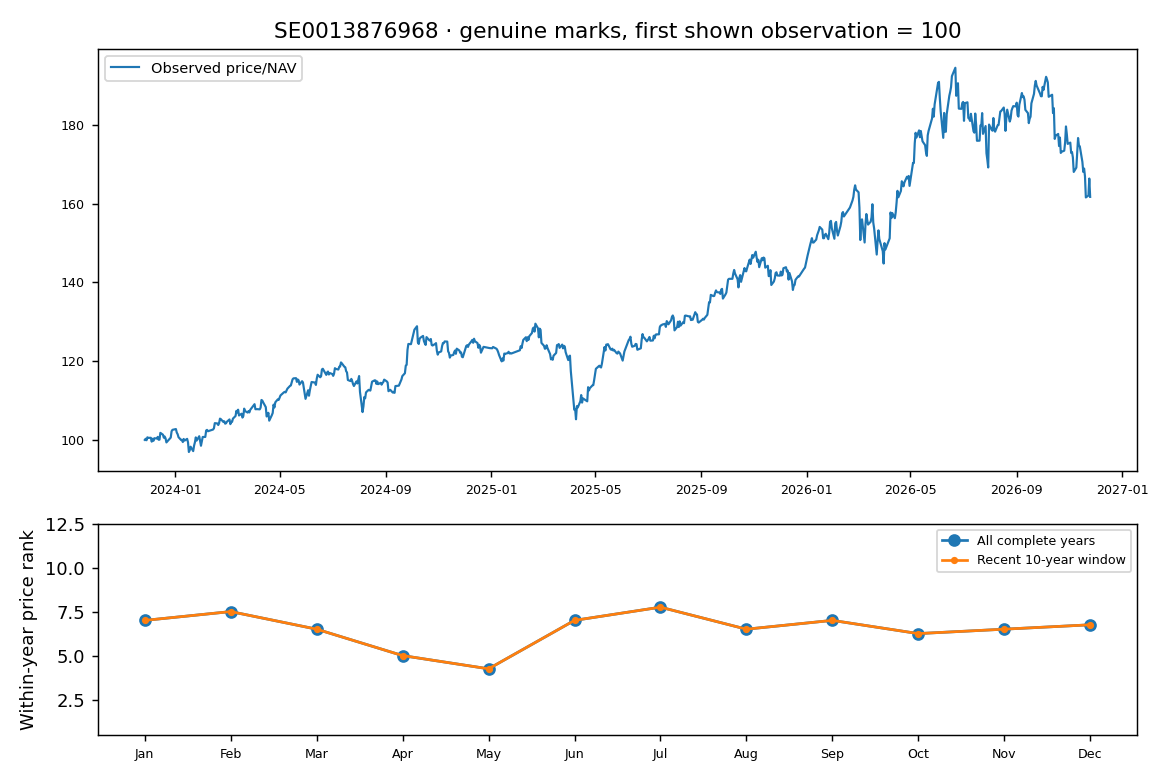 SE0013876968 · genuine marks, first shown observation = 100
Observed price/NAV
180
160
140
120
100
2024-01 2024-05 2024-09 2025-01 2025-05 2025-09 2026-01 2026-05 2026-09 2027-01
Within-year price rank
12.5
10.0
7.5
5.0
2.5
All complete years
Recent 10-year window
Jan Feb Mar Apr May Jun Jul Aug Sep Oct Nov Dec